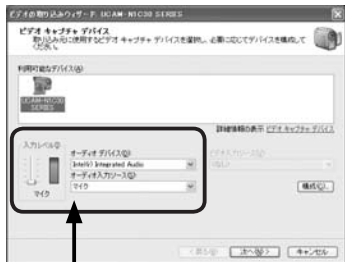 ビデオの取り込みウィザード: UCAM-N1C30 SERIES
ビデオ キャプチャ デバイス
取り込み元に使用するビデオ キャプチャ デバイスを選択し、必要に応じてデバイスを構成して
ください。
利用可能なデバイス(A)
UCAM-N1C30
SERIES
詳細情報の表示 ビデオ キャプチャ デバイス
入力レベル(I)
オーディオ デバイス(D)
Intel(r) Integrated Audio
オーディオ入力ソース(S)
マイク
マイク
構成(C)...
< 戻る(B)
次へ(N) >
キャンセル